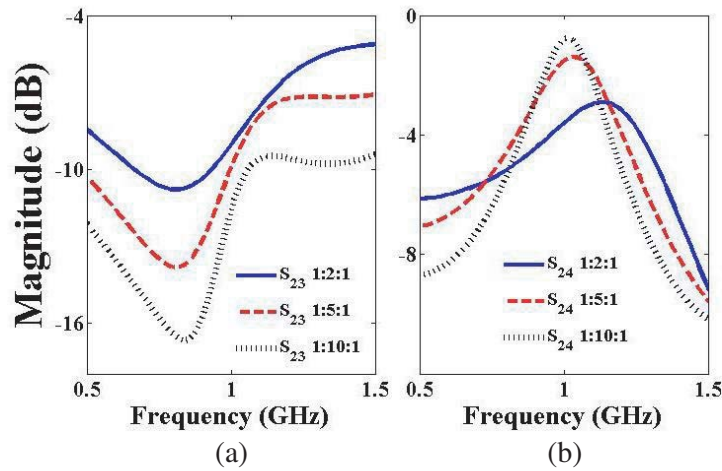 Magnitude (dB)
-4
-10
-16
S23 1:2:1
S23 1:5:1
S23 1:10:1
0.5
1
1.5
Frequency (GHz)
(a)
0
-4
-8
S24 1:2:1
S24 1:5:1
S24 1:10:1
0.5
1
1.5
Frequency (GHz)
(b)